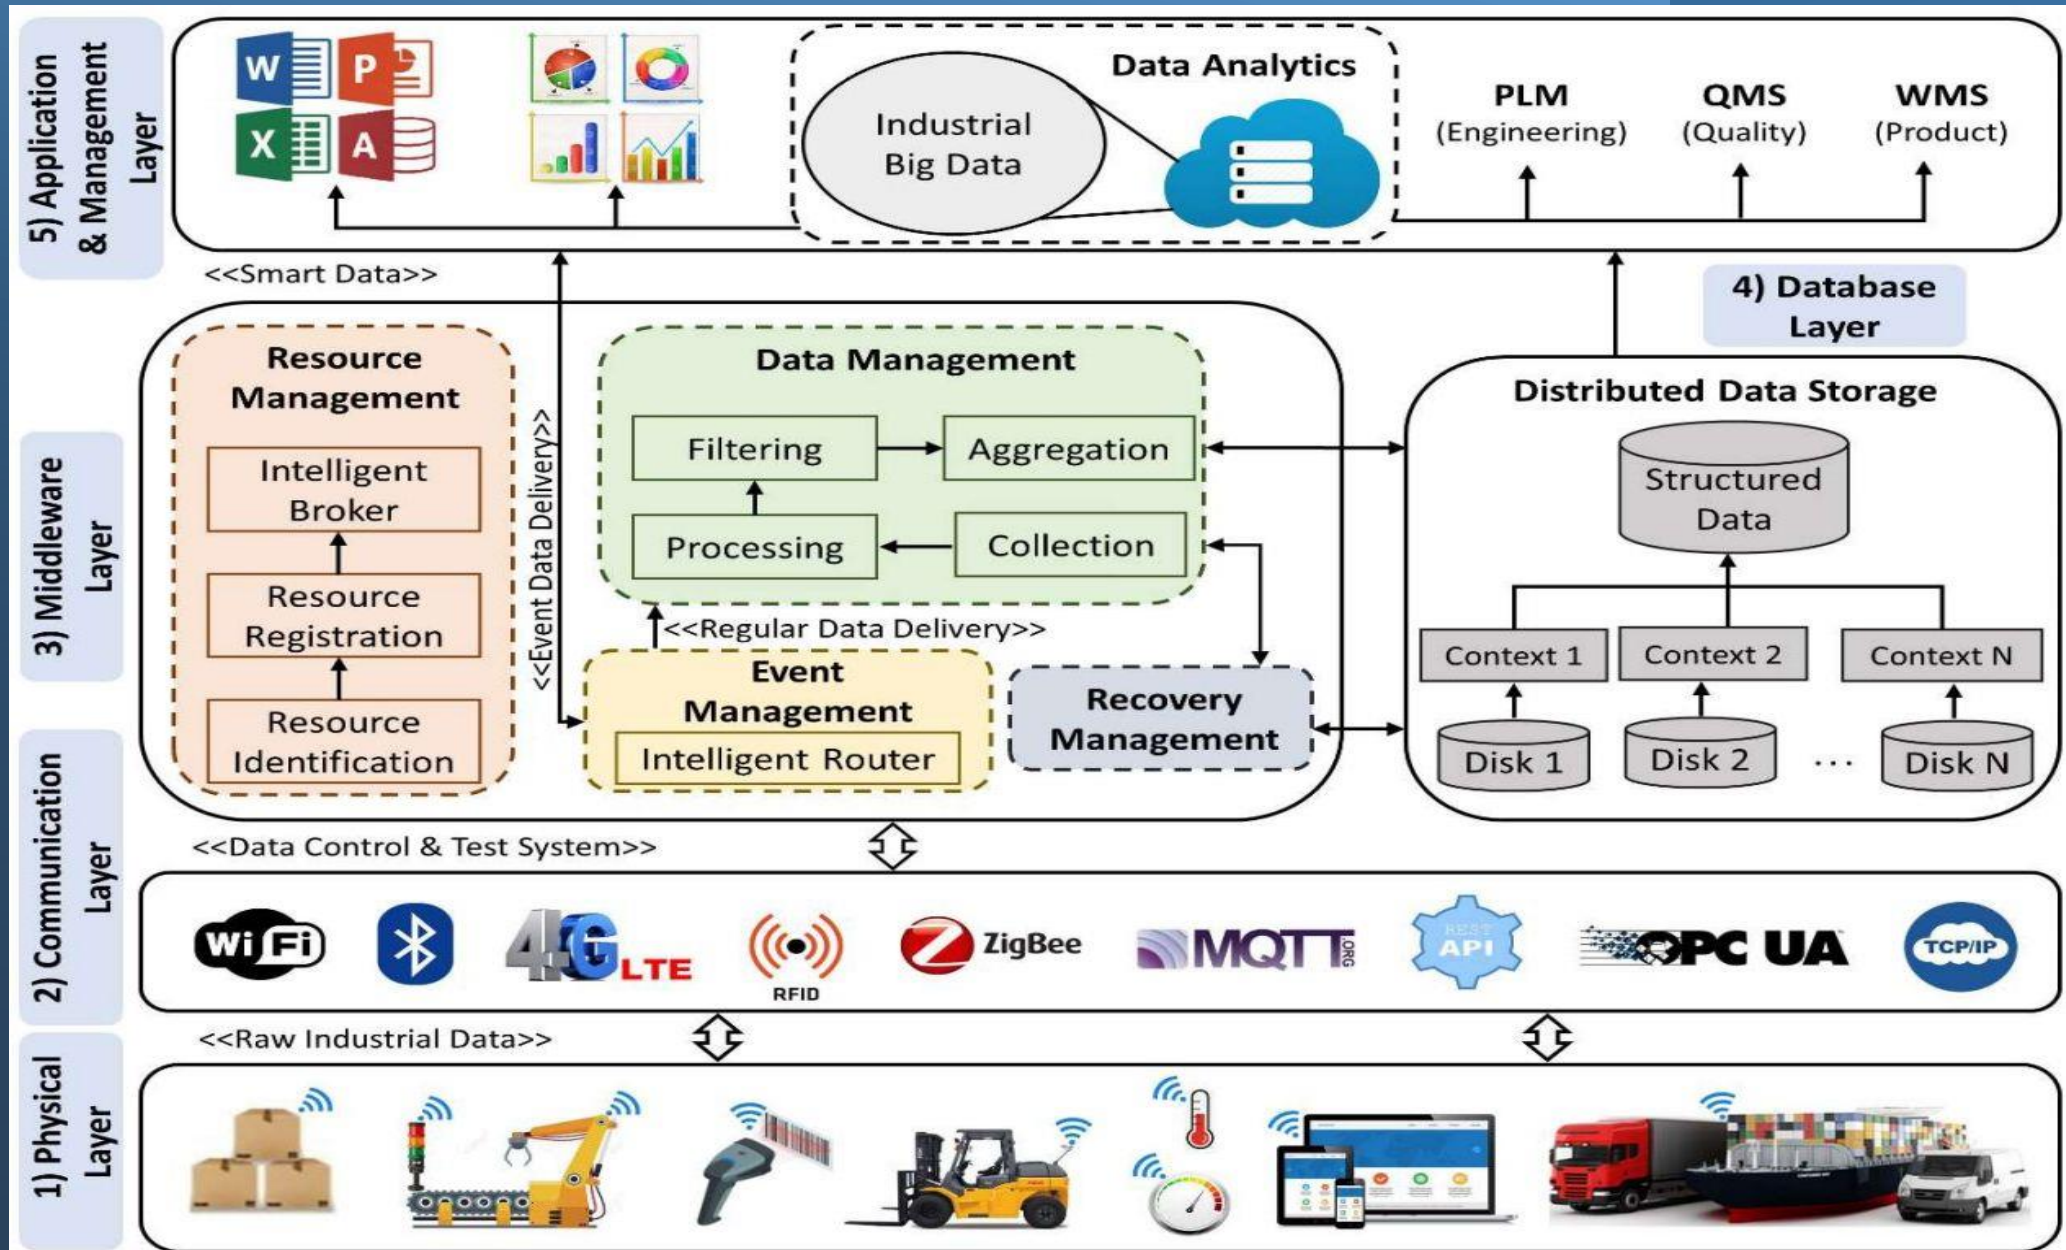 5) Application
& Management
Layer
W
P
X
A
Data Analytics
Industrial
Big Data
PLM
(Engineering)
QMS
(Quality)
WMS
(Product)
<<Smart Data>>
4) Database
Layer
3) Middleware
Layer
Resource
Management
Intelligent
Broker
Resource
Registration
Resource
Identification
<<Event Data Delivery>>
Data Management
Filtering
Aggregation
Processing
Collection
<<Regular Data Delivery>>
Event
Management
Intelligent Router
Recovery
Management
Distributed Data Storage
Structured
Data
Context 1
Context 2
Context N
Disk 1
Disk 2
...
Disk N
2) Communication
Layer
<<Data Control & Test System>>
Wi Fi
4G LTE
RFID
ZigBee
MQTT.ORG
REST
API
OPC UA
TCP/IP
<<Raw Industrial Data>>
1) Physical
Layer